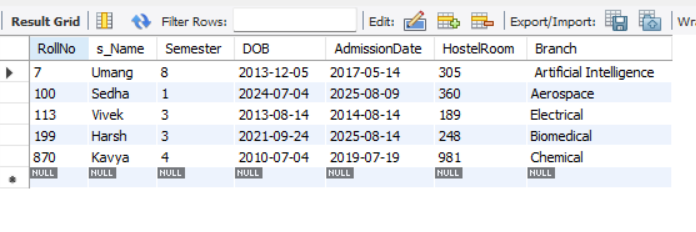 Result Grid Filter Rows: Edit: Export/Import: Wr
RollNo s_Name Semester DOB AdmissionDate HostelRoom Branch
7 Umang 8 2013-12-05 2017-05-14 305 Artificial Intelligence
100 Sedha 1 2024-07-04 2025-08-09 360 Aerospace
113 Vivek 3 2013-08-14 2014-08-14 189 Electrical
199 Harsh 3 2021-09-24 2025-08-14 248 Biomedical
870 Kavya 4 2010-07-04 2019-07-19 981 Chemical
NULL NULL NULL NULL NULL NULL NULL